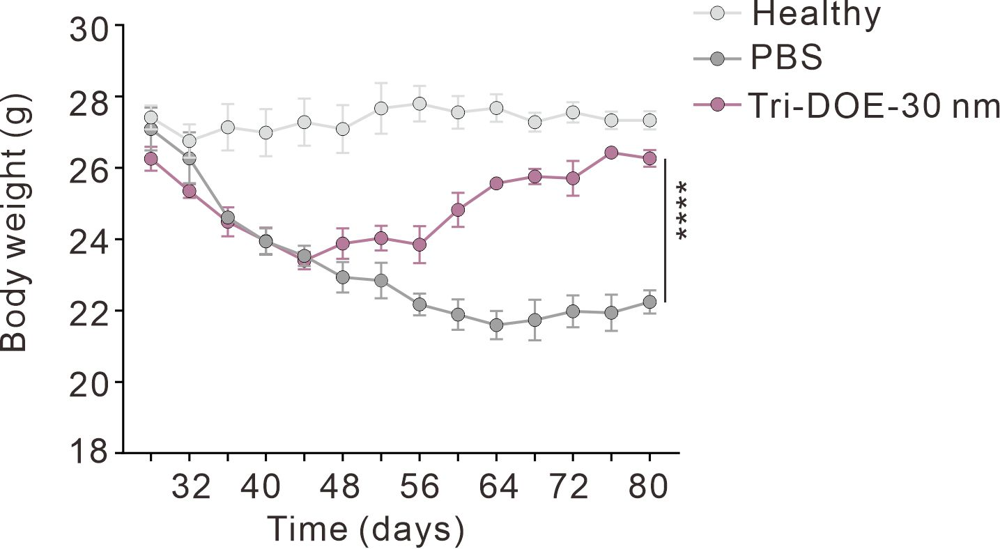 Healthy
PBS
Tri-DOE-30 nm
Body weight (g)
30
28
26
24
22
20
18
****
32 40 48 56 64 72 80
Time (days)